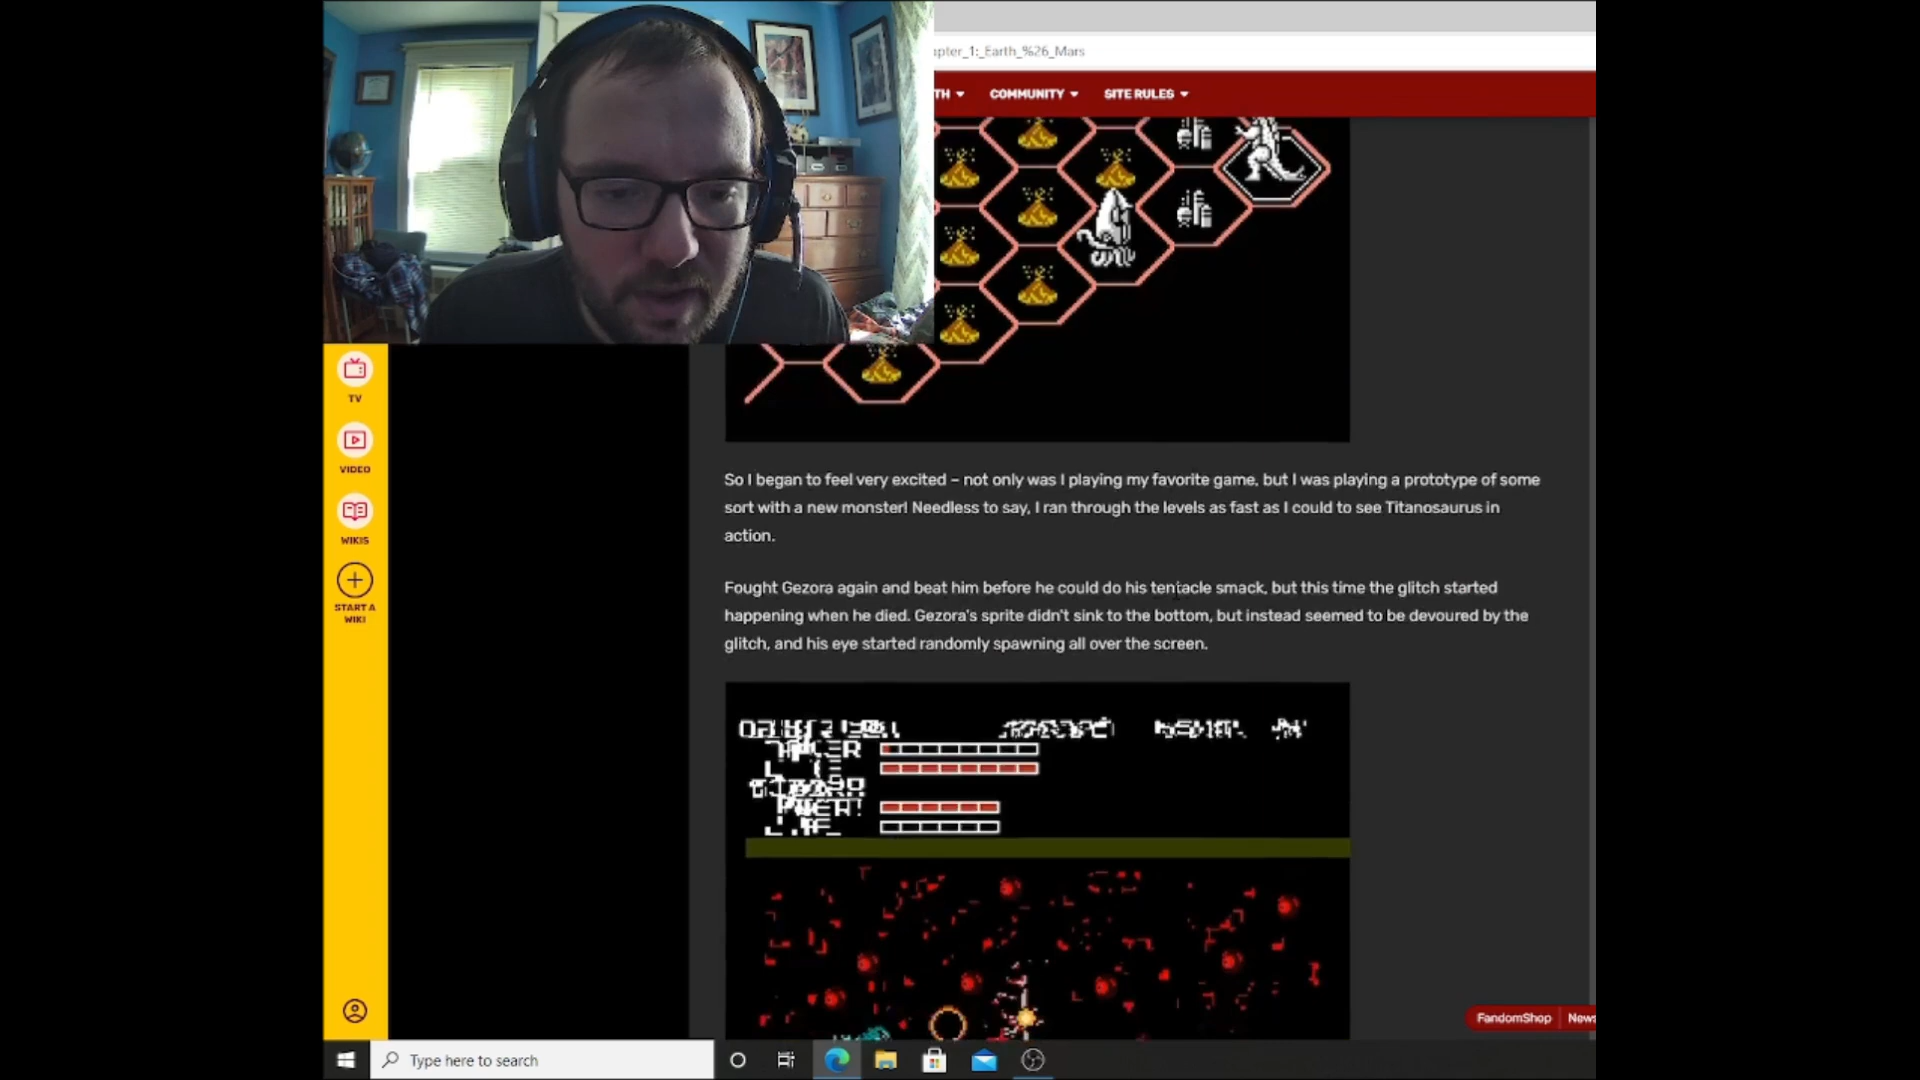 apter_1:_Earth_%26_Mars
TH
COMMUNITY
SITE RULES
TV
VIDEO
WIKIS
START A
WIKI
So I began to feel very excited – not only was I playing my favorite game, but I was playing a prototype of some
sort with a new monster! Needless to say, I ran through the levels as fast as I could to see Titanosaurus in
action.
Fought Gezora again and beat him before he could do his tentacle smack, but this time the glitch started
happening when he died. Gezora's sprite didn't sink to the bottom, but instead seemed to be devoured by the
glitch, and his eye started randomly spawning all over the screen.
FandomShop
News
Type here to search